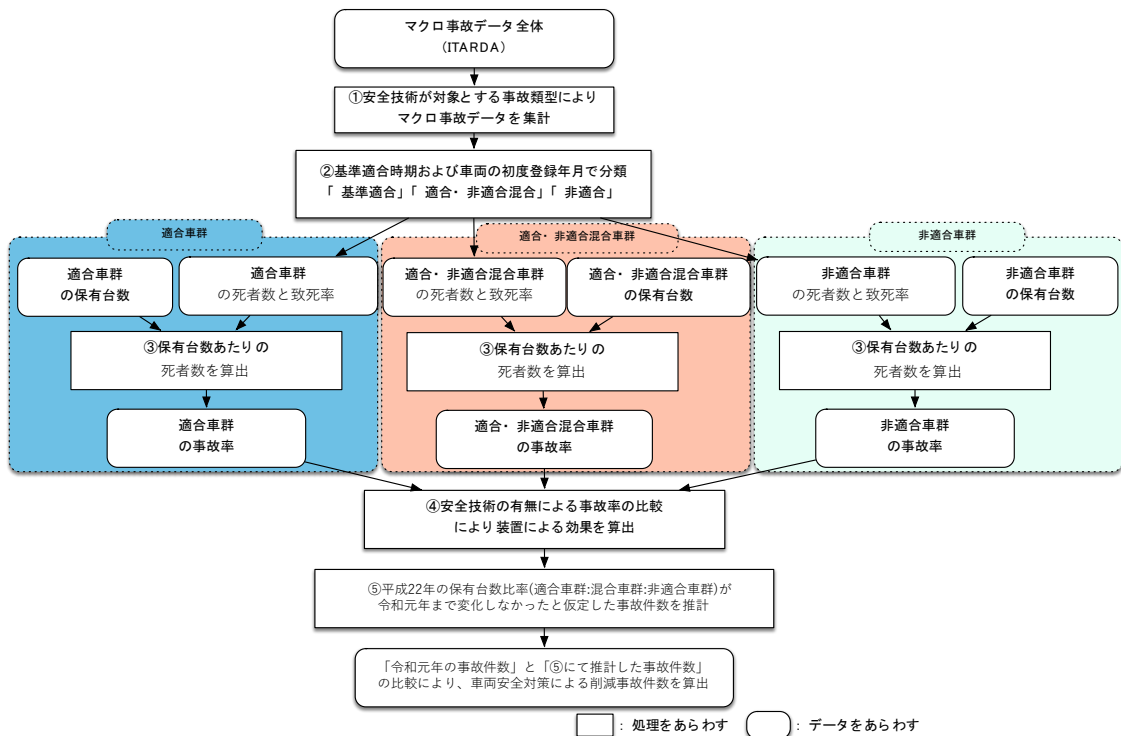 マクロ事故データ全体
(ITARDA)
①安全技術が対象とする事故類型により
マクロ事故データを集計
②基準適合時期および車両の初度登録年月で分類
「基準適合」「適合・非適合混合」「非適合」
適合車群
適合・非適合混合車群
非適合車群
適合車群
の保有台数
適合車群
の死者数と致死率
適合・非適合混合車群
の死者数と致死率
適合・非適合混合車群
の保有台数
非適合車群
の死者数と致死率
非適合車群
の保有台数
③保有台数あたりの
死者数を算出
③保有台数あたりの
死者数を算出
③保有台数あたりの
死者数を算出
適合車群
の事故率
適合・非適合混合車群
の事故率
非適合車群
の事故率
④安全技術の有無による事故率の比較
により装置による効果を算出
⑤平成22年の保有台数比率(適合車群:混合車群:非適合車群)が
令和元年まで変化しなかったと仮定した事故件数を推計
「令和元年の事故件数」と「⑤にて推計した事故件数」
の比較により、車両安全対策による削減事故件数を算出
：処理をあらわす
：データをあらわす